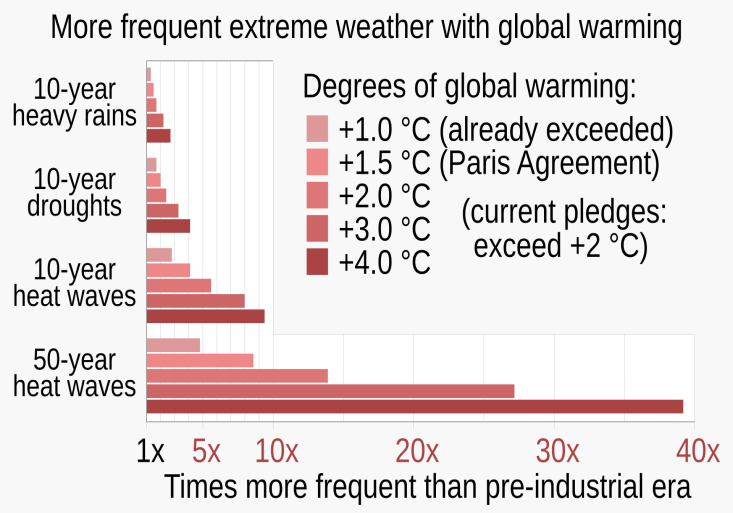 More frequent extreme weather with global warming
10-year
heavy rains
10-year
droughts
10-year
heat waves
50-year
heat waves
Degrees of global warming:
+1.0 °C (already exceeded)
+1.5 °C (Paris Agreement)
+2.0 °C
+3.0 °C
+4.0 °C
(current pledges:
exceed +2 °C)
1x 5x 10x 20x 30x 40x
Times more frequent than pre-industrial era